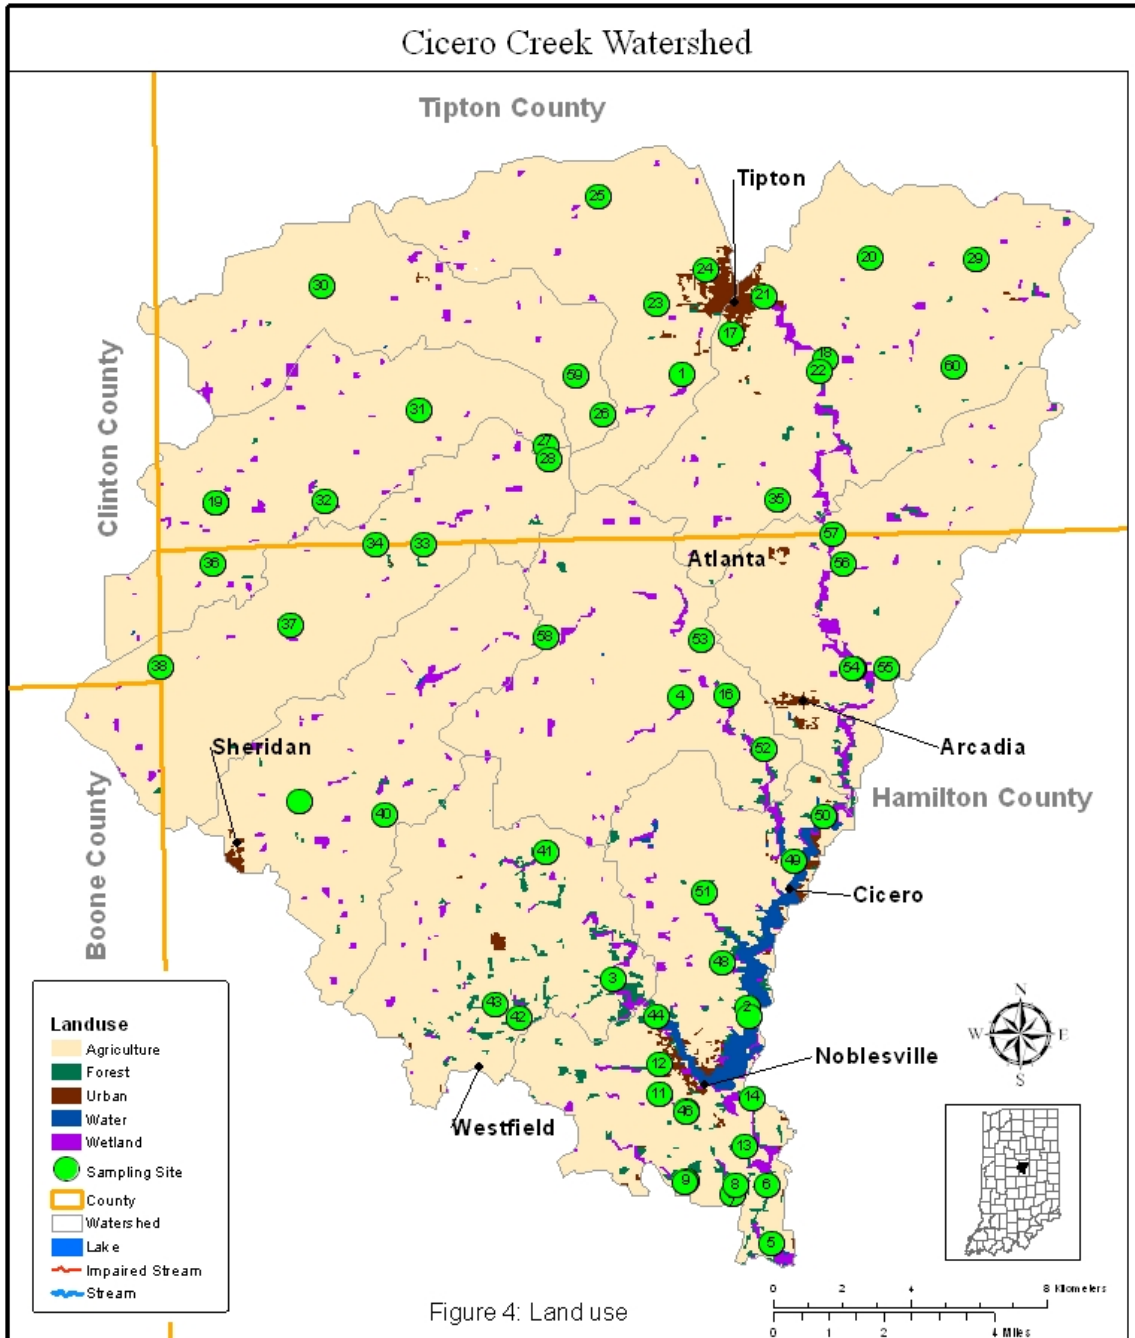 Cicero Creek Watershed
Tipton County
Tipton
25
20
29
24
21
30
23
17
18
22
60
1
59
31
26
27
28
Clinton County
19
32
35
57
34
33
36
Atlanta
56
37
58
53
38
54
55
4
16
Sheridan
52
Arcadia
Hamilton County
Boone County
40
50
41
49
51
Cicero
48
3
43
42
44
2
N
W
E
S
12
Noblesville
11
46
14
Westfield
13
9
8
7
6
5
Landuse
Agriculture
Forest
Urban
Water
Wetland
Sampling Site
County
Watershed
Lake
Impaired Stream
Stream
Figure 4: Land use
0 2 4 8 Kilometers
0 1 2 4 Miles